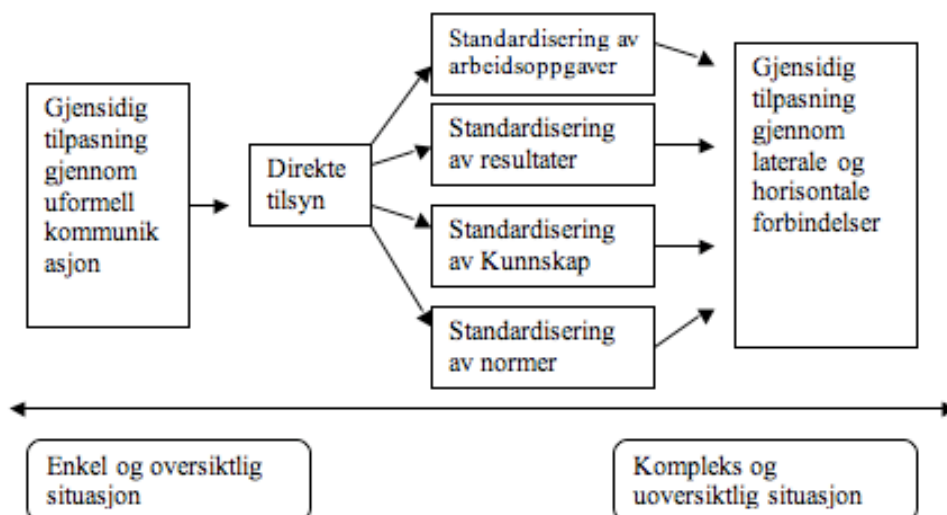 Gjensidig
tilpasning
gjennom
uformell
kommunik
asjon
Direkte
tilsyn
Standardisering av
arbeidsoppgaver
Standardisering
av resultater
Standardisering
av Kunnskap
Standardisering
av normer
Gjensidig
tilpasning
gjennom
laterale og
horisontale
forbindelser
Enkel og oversiktlig
situasjon
Kompleks og
uoversiktlig situasjon